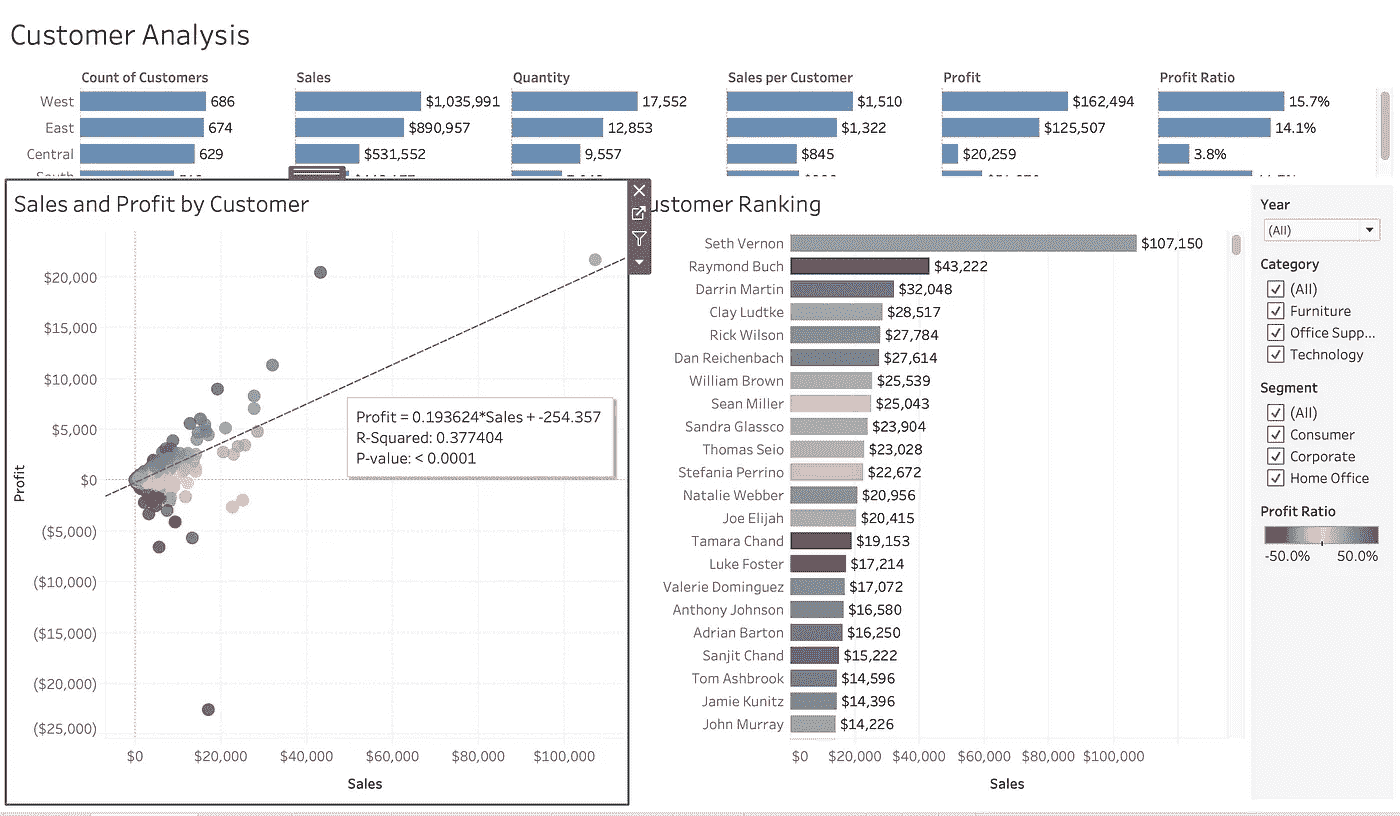 Customer Analysis
Count of Customers Sales Quantity Sales per Customer Profit Profit Ratio
West 686 $1,035,991 17,552 $1,510 $162,494 15.7%
East 674 $890,957 12,853 $1,322 $125,507 14.1%
Central 629 $531,552 9,557 $845 $20,259 3.8%
South
Sales and Profit by Customer
$20,000
$15,000
$10,000
$5,000
$0
($5,000)
($10,000)
($15,000)
($20,000)
($25,000)
Profit
Profit = 0.193624*Sales + -254.357
R-Squared: 0.377404
P-value: < 0.0001
$0 $20,000 $40,000 $60,000 $80,000 $100,000
Sales
ustomer Ranking
Seth Vernon $107,150
Raymond Buch $43,222
Darrin Martin $32,048
Clay Ludtke $28,517
Rick Wilson $27,784
Dan Reichenbach $27,614
William Brown $25,539
Sean Miller $25,043
Sandra Glassco $23,904
Thomas Seio $23,028
Stefania Perrino $22,672
Natalie Webber $20,956
Joe Elijah $20,415
Tamara Chand $19,153
Luke Foster $17,214
Valerie Dominguez $17,072
Anthony Johnson $16,580
Adrian Barton $16,250
Sanjit Chand $15,222
Tom Ashbrook $14,596
Jamie Kunitz $14,396
John Murray $14,226
$0 $20,000 $40,000 $60,000 $80,000 $100,000
Sales
Year
(All)
Category
(All)
Furniture
Office Supp...
Technology
Segment
(All)
Consumer
Corporate
Home Office
Profit Ratio
-50.0% 50.0%